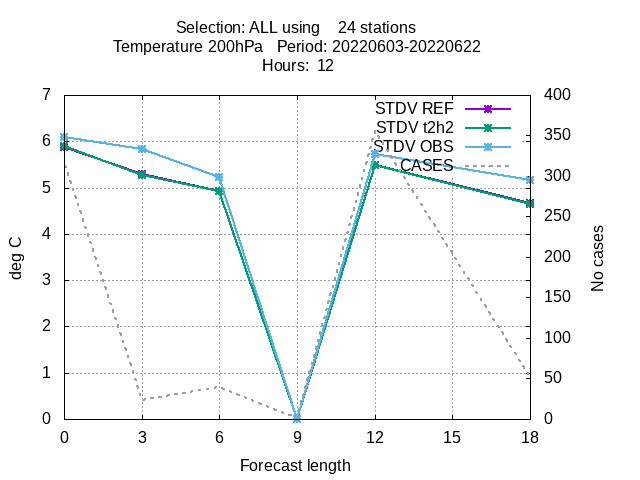 Selection: ALL using    24 stations
Temperature 200hPa   Period: 20220603-20220622
Hours:  12
STDV REF
STDV t2h2
STDV OBS
CASES
deg C
7
6
5
4
3
2
1
0
400
350
300
250
200
150
100
50
0
No cases
0 3 6 9 12 15 18
Forecast length